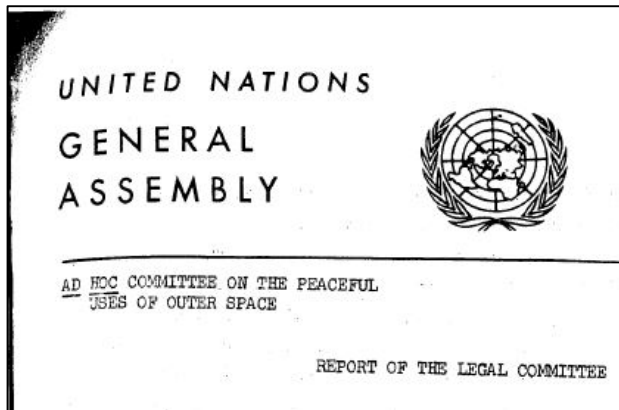 UNITED NATIONS
GENERAL
ASSEMBLY
AD HOC COMMITTEE ON THE PEACEFUL
USES OF OUTER SPACE
REPORT OF THE LEGAL COMMITTEE